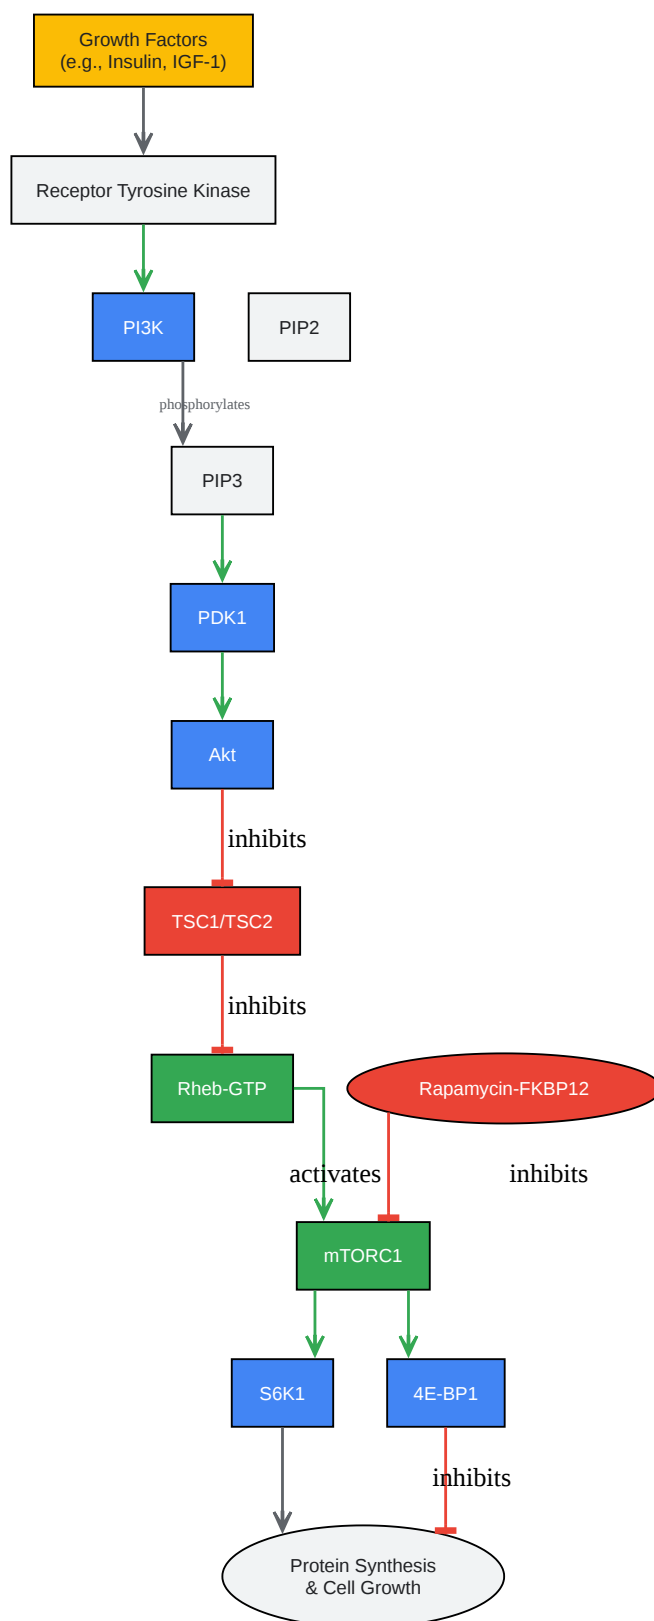 Growth Factors
(e.g., Insulin, IGF-1)
Receptor Tyrosine Kinase
PI3K
PIP2
phosphorylates
PIP3
PDK1
Akt
inhibits
TSC1/TSC2
inhibits
Rheb-GTP
Rapamycin-FKBP12
activates
inhibits
mTORC1
S6K1
4E-BP1
inhibits
Protein Synthesis
& Cell Growth